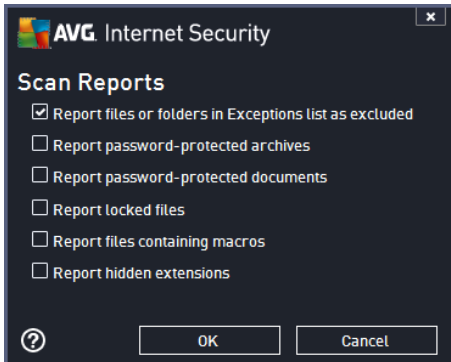 AVG. Internet Security
Scan Reports
Report files or folders in Exceptions list as excluded
Report password-protected archives
Report password-protected documents
Report locked files
Report files containing macros
Report hidden extensions
?
OK
Cancel